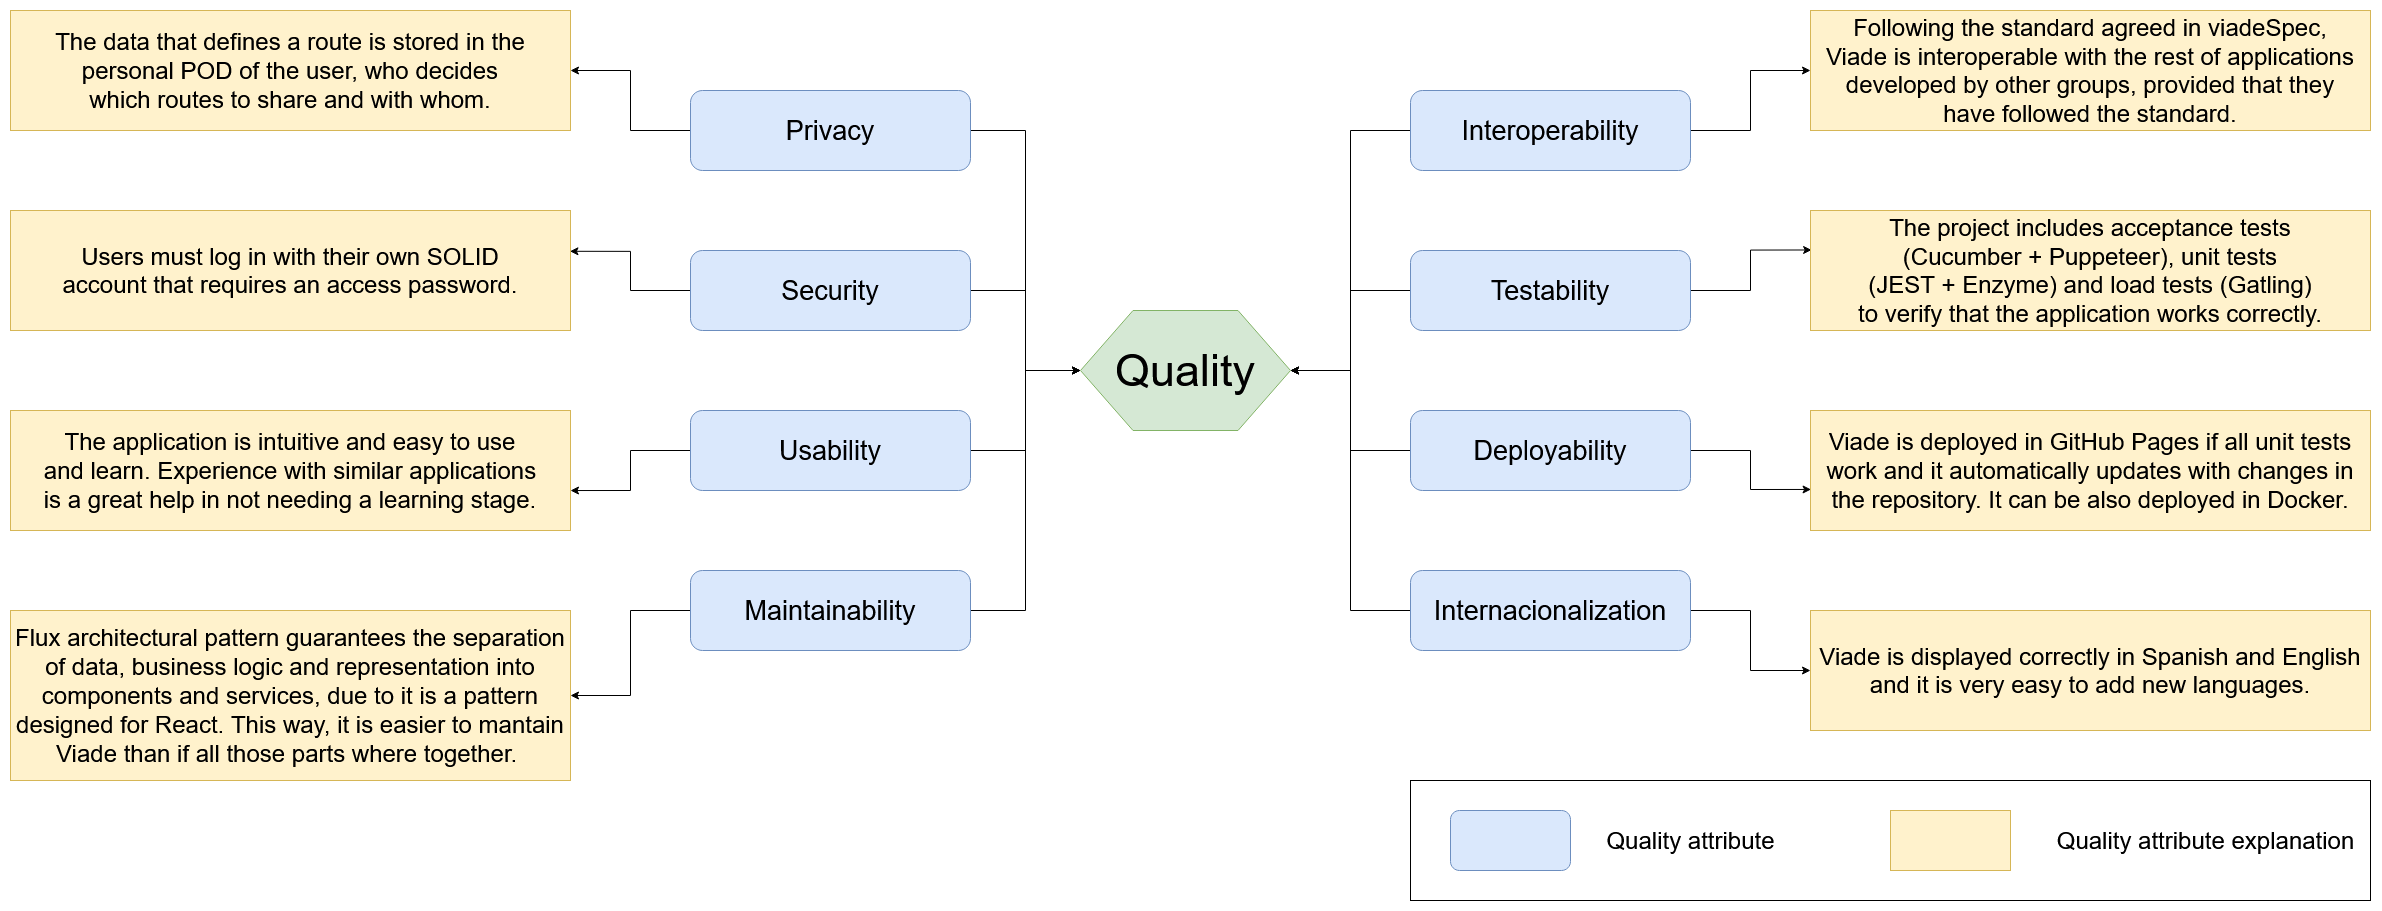 The data that defines a route is stored in the
personal POD of the user, who decides
which routes to share and with whom.
Privacy
Users must log in with their own SOLID
account that requires an access password.
Security
The application is intuitive and easy to use
and learn. Experience with similar applications
is a great help in not needing a learning stage.
Usability
Flux architectural pattern guarantees the separation
of data, business logic and representation into
components and services, due to it is a pattern
designed for React. This way, it is easier to mantain
Viade than if all those parts where together.
Maintainability
Quality
Interoperability
Following the standard agreed in viadeSpec,
Viade is interoperable with the rest of applications
developed by other groups, provided that they
have followed the standard.
Testability
The project includes acceptance tests
(Cucumber + Puppeteer), unit tests
(JEST + Enzyme) and load tests (Gatling)
to verify that the application works correctly.
Deployability
Viade is deployed in GitHub Pages if all unit tests
work and it automatically updates with changes in
the repository. It can be also deployed in Docker.
Internacionalization
Viade is displayed correctly in Spanish and English
and it is very easy to add new languages.
Quality attribute
Quality attribute explanation